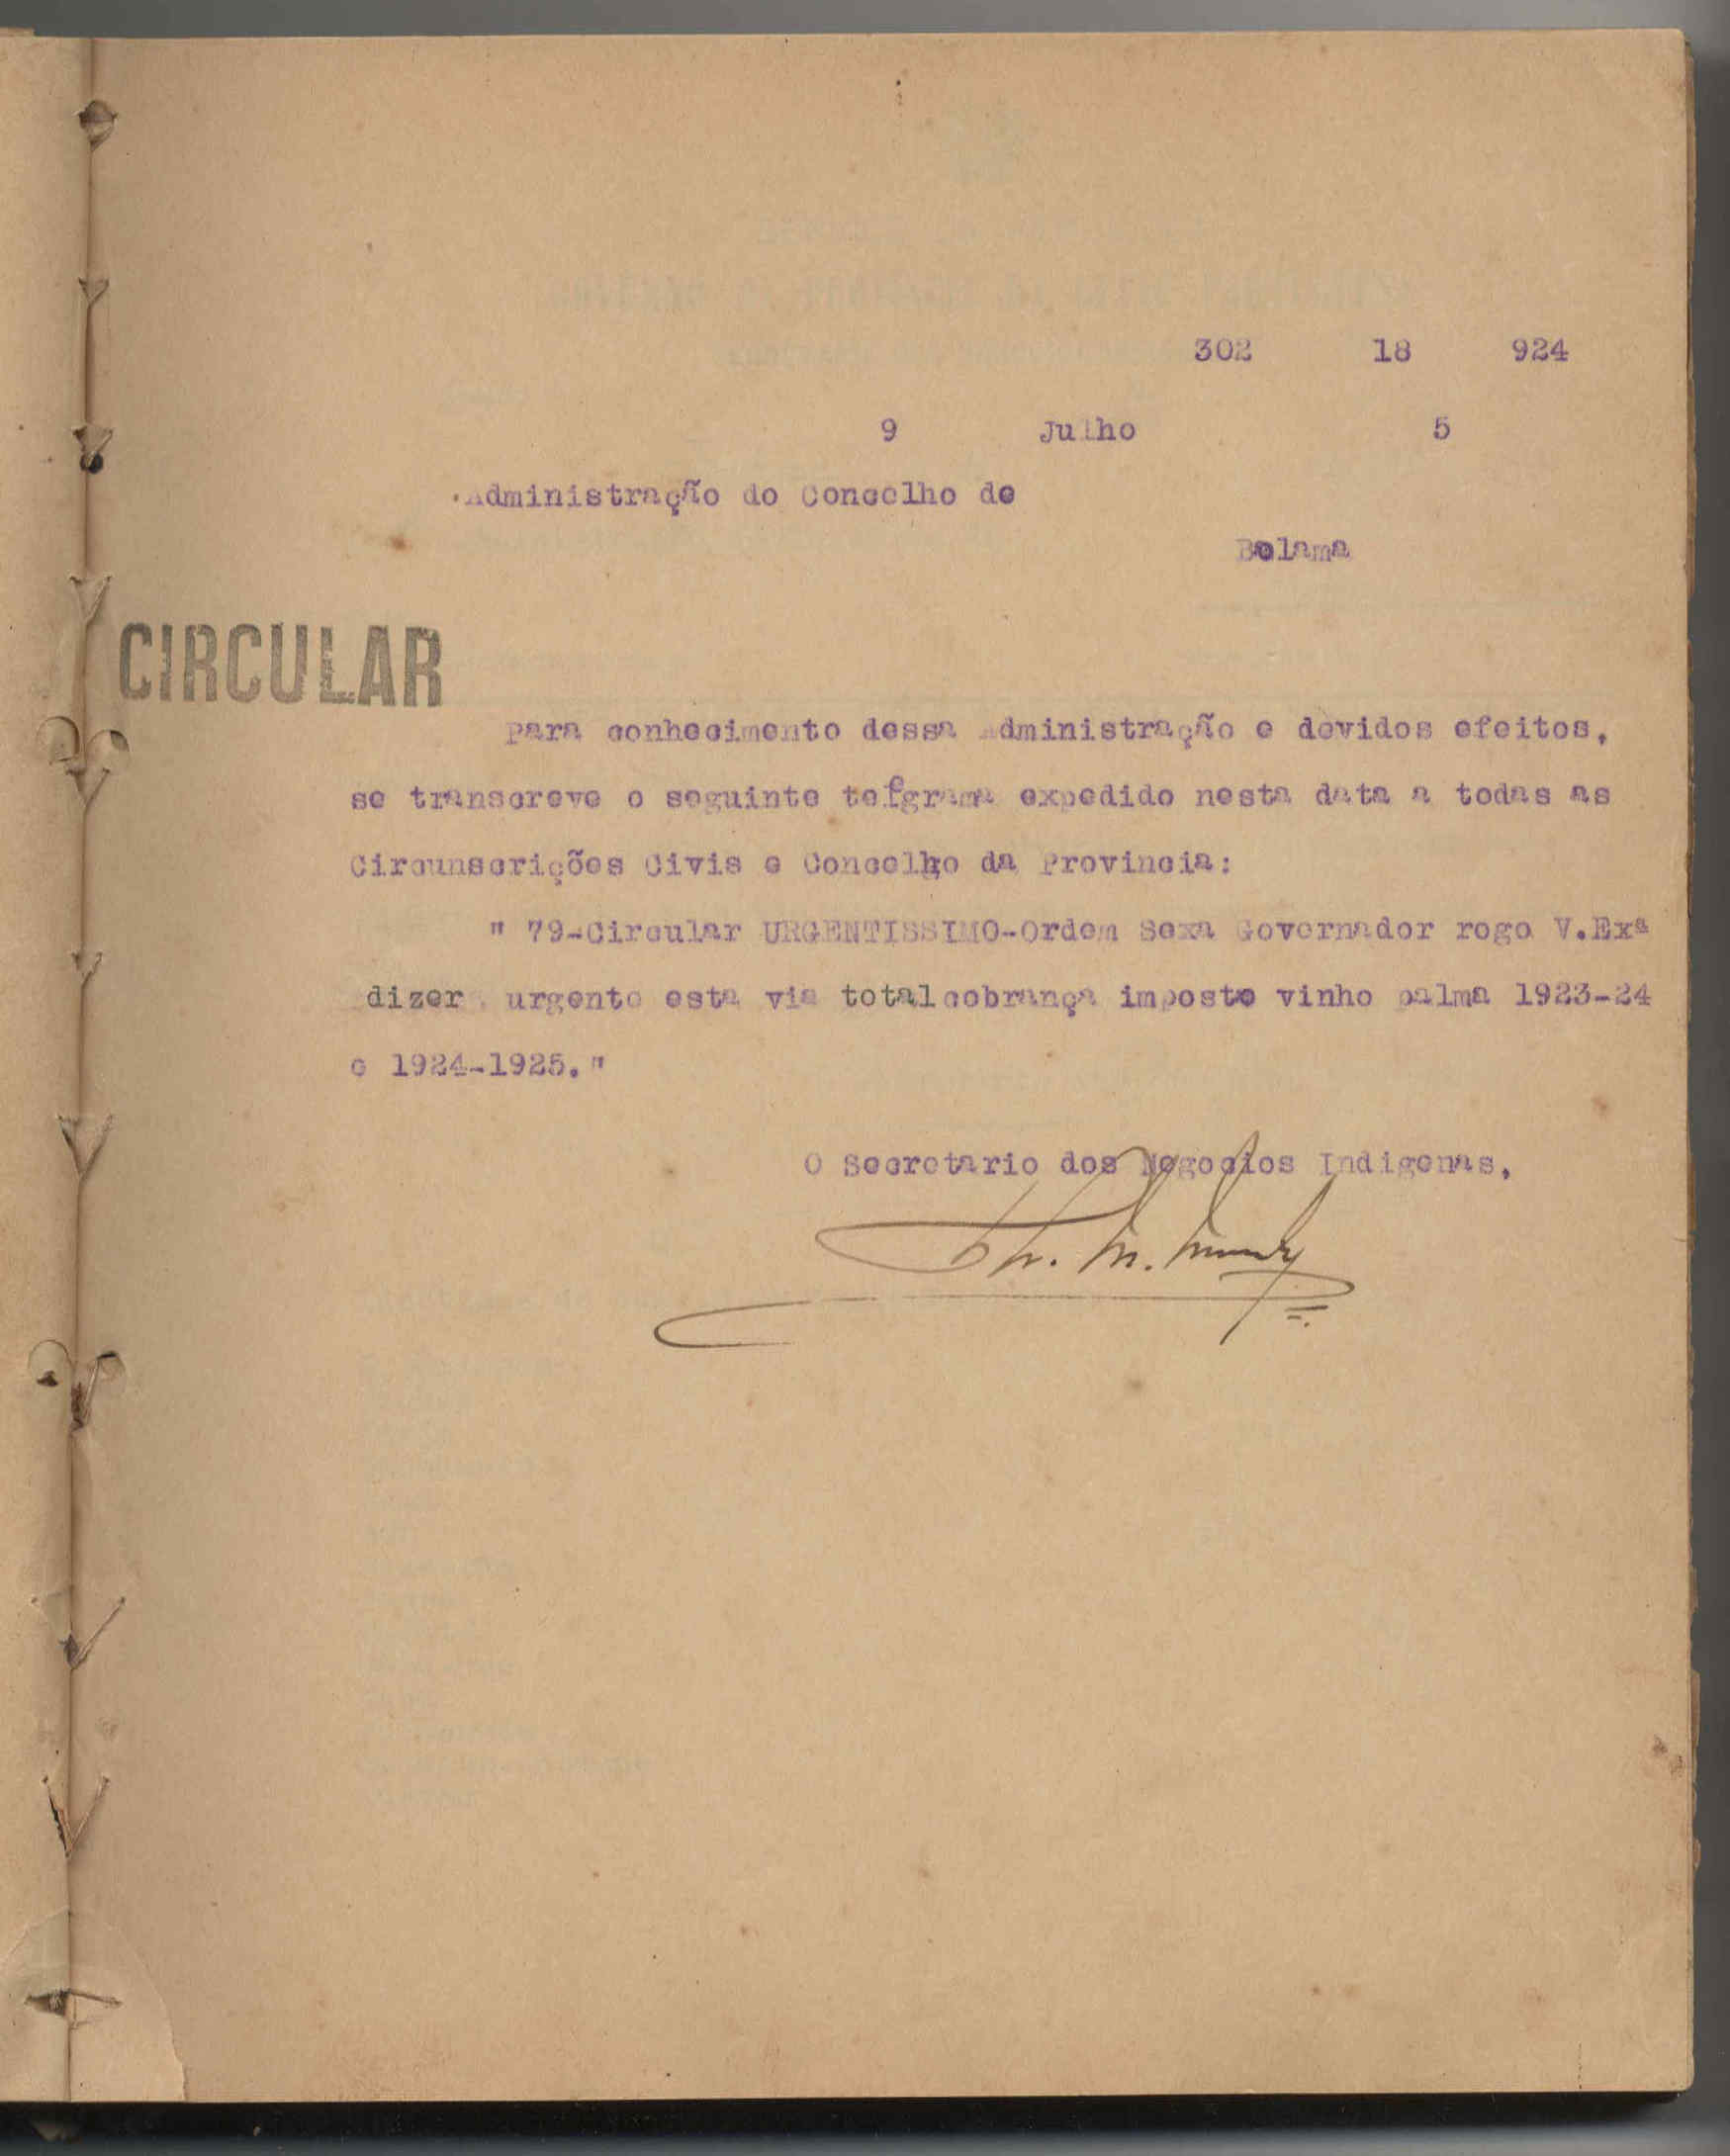 302 18 924
9 Julho 5
Administração do Concelho de
Bolama
CIRCULAR
Para conhecimento dessa Administração e devidos efeitos,
se transcreve o seguinte telgrama expedido nesta data a todas as
Circunscrições Civis e Concelho da Provincia:
" 79-Circular URGENTISSIMO-Ordem Sexa Governador rogo V.Exª
dizer urgente esta via total cobrança imposto vinho palma 1923-24
e 1924-1925."
O Secretario dos Negocios Indigenas,